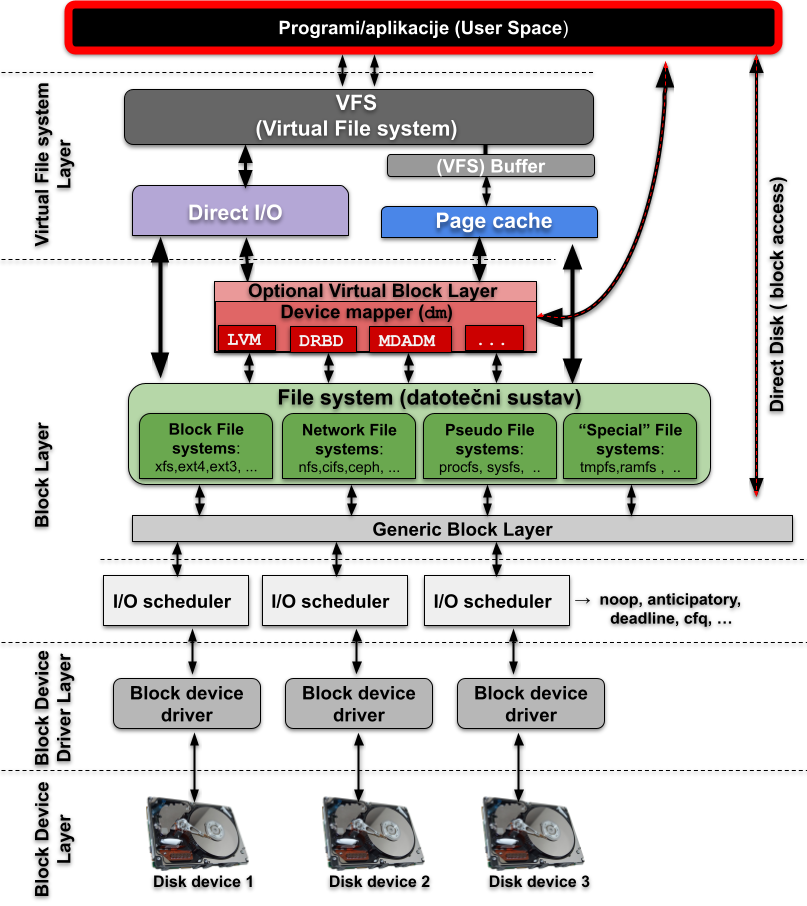 Programi/aplikacije (User Space)
Virtual File system
Layer
VFS
(Virtual File system)
(VFS) Buffer
Direct I/O
Page cache
Direct Disk ( block access)
Block Layer
Optional Virtual Block Layer
Device mapper (dm)
LVM
DRBD
MDADM
...
File system (datotečni sustav)
Block File
systems:
xfs,ext4,ext3, ...
Network File
systems:
nfs,cifs,ceph, ...
Pseudo File
systems:
procfs, sysfs, ..
“Special” File
systems:
tmpfs,ramfs , ..
Generic Block Layer
I/O scheduler
I/O scheduler
I/O scheduler
→ noop, anticipatory,
deadline, cfq, …
Block Device
Driver Layer
Block device
driver
Block device
driver
Block device
driver
Block Device
Layer
Disk device 1
Disk device 2
Disk device 3